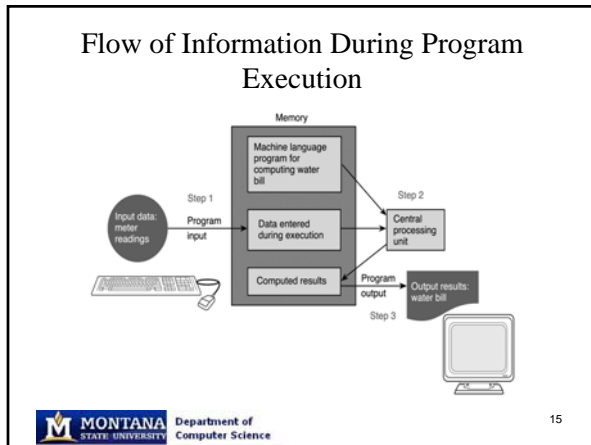 Flow of Information During Program
Execution
Memory
Machine language
program for
computing water
bill
Step 1
Step 2
Input data:
meter
readings
Program
input
Data entered
during execution
Central
processing
unit
Computed results
Program
output
Output results:
water bill
Step 3
MONTANA
STATE UNIVERSITY
Department of
Computer Science
15